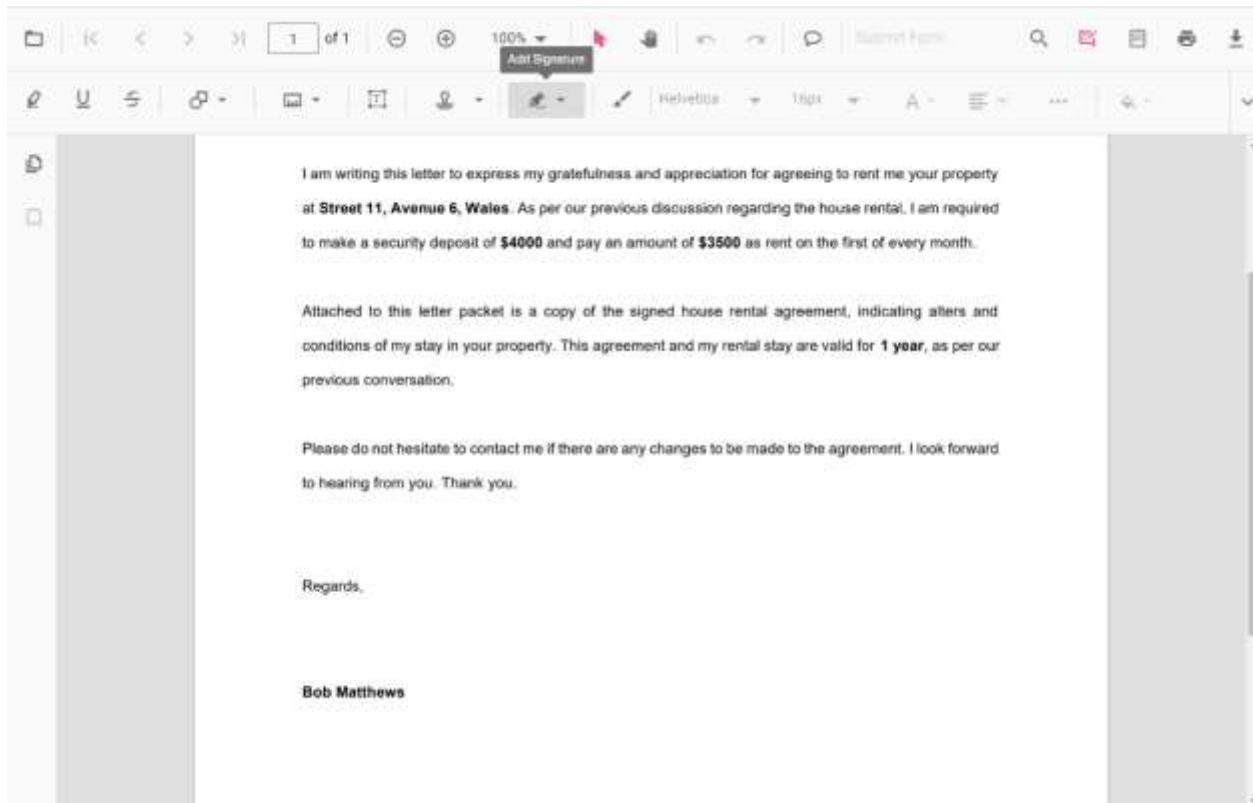 1 of 1 100%
Submit Form
Add Signature
Helvetica 16px A
I am writing this letter to express my gratefulness and appreciation for agreeing to rent me your property
at Street 11, Avenue 6, Wales. As per our previous discussion regarding the house rental, I am required
to make a security deposit of $4000 and pay an amount of $3500 as rent on the first of every month.
Attached to this letter packet is a copy of the signed house rental agreement, indicating alters and
conditions of my stay in your property. This agreement and my rental stay are valid for 1 year, as per our
previous conversation.
Please do not hesitate to contact me if there are any changes to be made to the agreement. I look forward
to hearing from you. Thank you.
Regards,
Bob Matthews